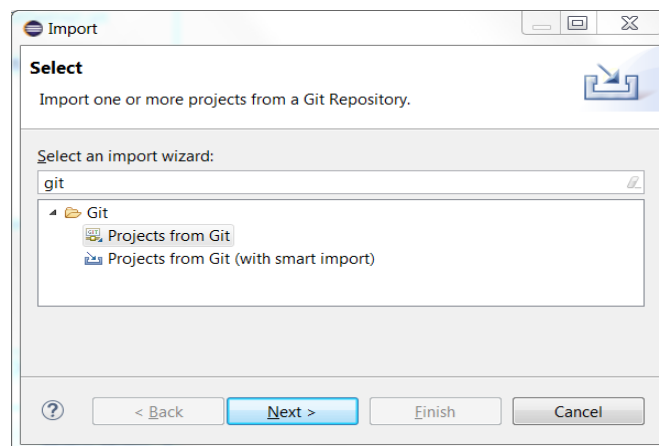 Import
Select
Import one or more projects from a Git Repository.
Select an import wizard:
git
Git
Projects from Git
Projects from Git (with smart import)
? < Back Next > Finish Cancel